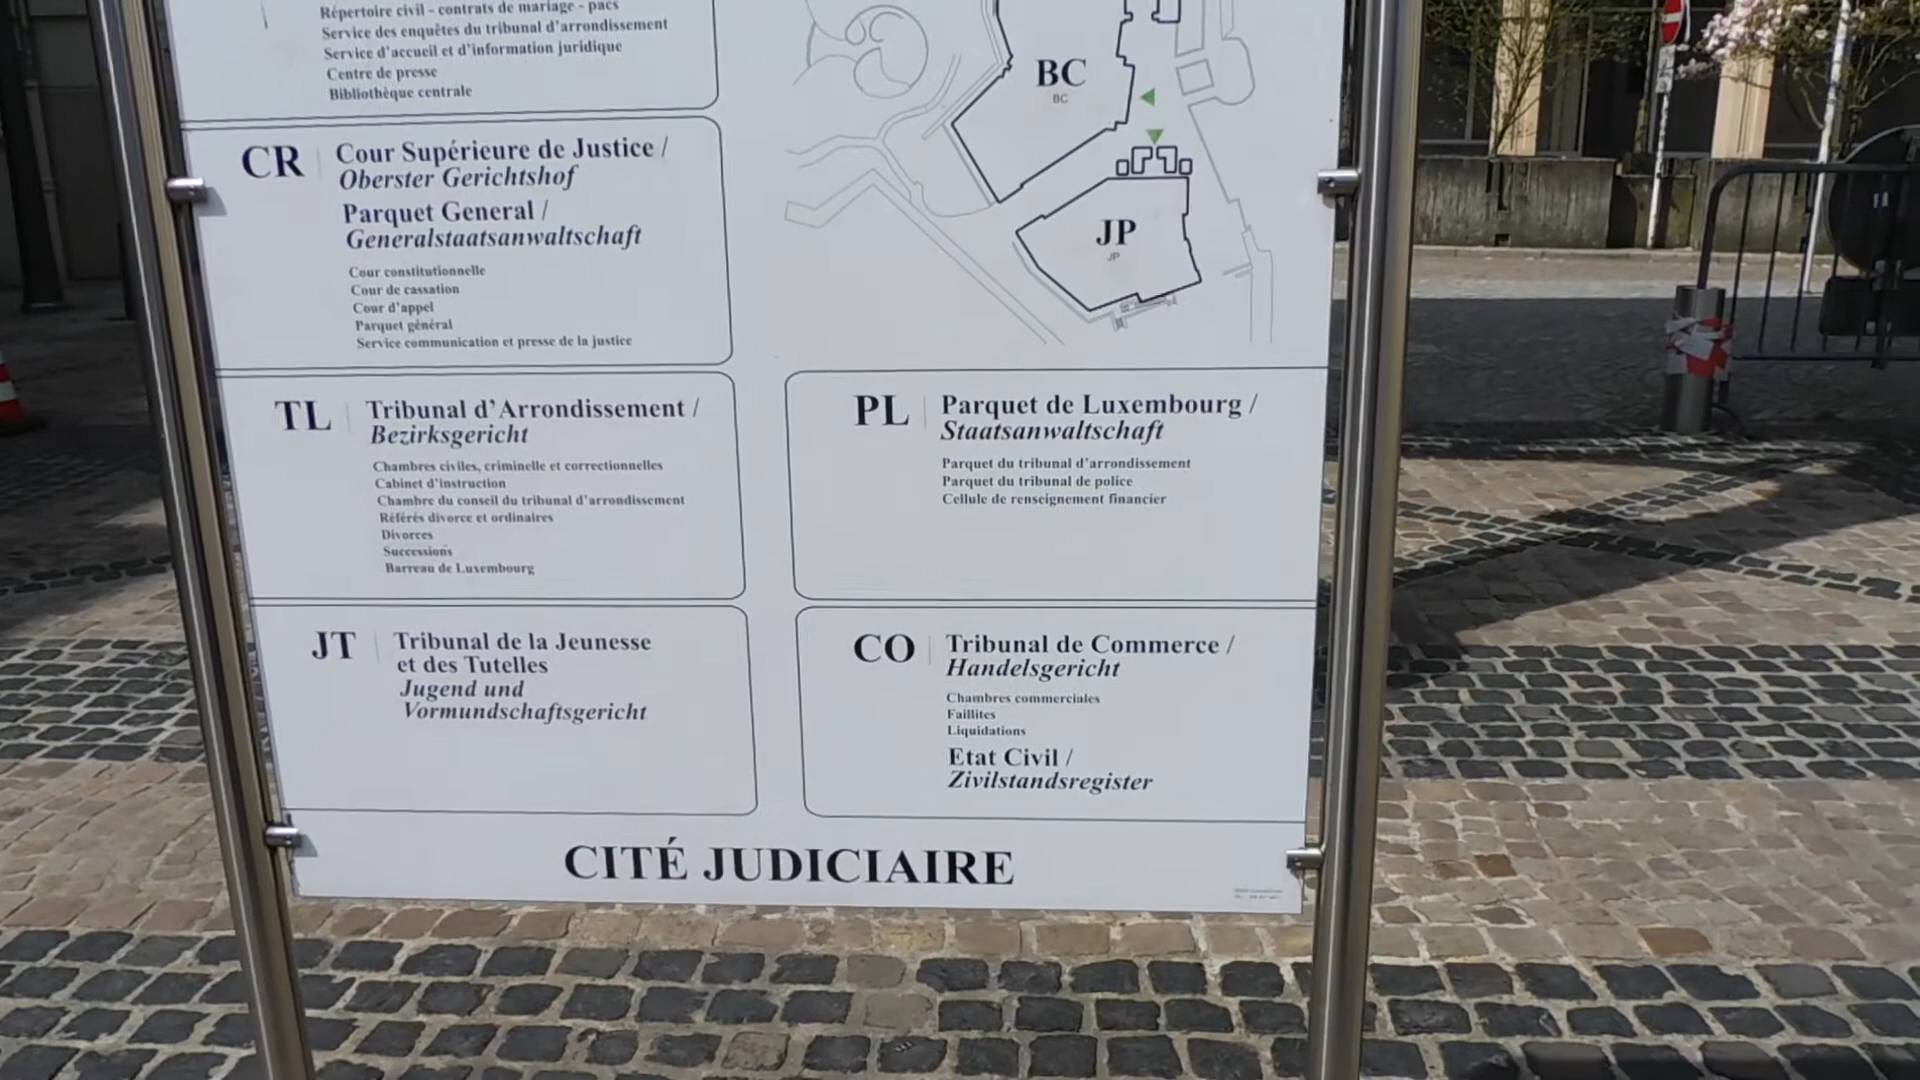 Répertoire civil - contrats de mariage - pacs
Service des enquêtes du tribunal d'arrondissement
Service d'accueil et d'information juridique
Centre de presse
Bibliothèque centrale
BC
BC
JP
JP
CR
Cour Supérieure de Justice /
Oberster Gerichtshof
Parquet General /
Generalstaatsanwaltschaft
Cour constitutionnelle
Cour de cassation
Cour d'appel
Parquet général
Service communication et presse de la justice
TL
Tribunal d'Arrondissement /
Bezirksgericht
Chambres civiles, criminelle et correctionnelles
Cabinet d'instruction
Chambre du conseil du tribunal d'arrondissement
Référés divorce et ordinaires
Divorces
Successions
Barreau de Luxembourg
PL
Parquet de Luxembourg /
Staatsanwaltschaft
Parquet du tribunal d'arrondissement
Parquet du tribunal de police
Cellule de renseignement financier
JT
Tribunal de la Jeunesse
et des Tutelles
Jugend und
Vormundschaftsgericht
CO
Tribunal de Commerce /
Handelsgericht
Chambres commerciales
Faillites
Liquidations
Etat Civil /
Zivilstandsregister
CITÉ JUDICIAIRE